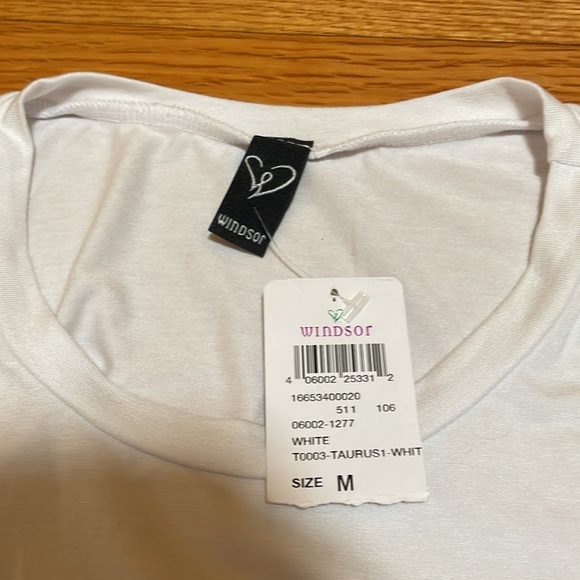 WINDSOR
WINDSOR
4 06002 25331 2
16653400020
511 106
06002-1277
WHITE
T0003-TAURUS1-WHIT
SIZE M